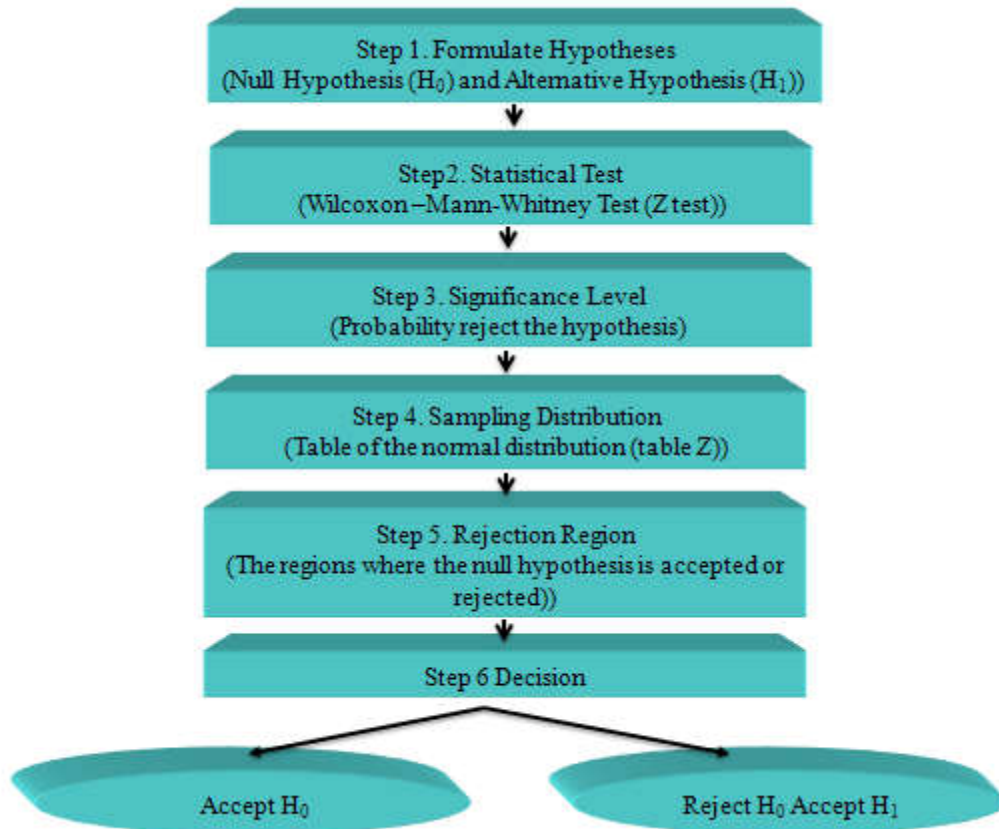 Step 1. Formulate Hypotheses
(Null Hypothesis (H₀) and Alternative Hypothesis (H₁))
Step2. Statistical Test
(Wilcoxon –Mann-Whitney Test (Z test))
Step 3. Significance Level
(Probability reject the hypothesis)
Step 4. Sampling Distribution
(Table of the normal distribution (table Z))
Step 5. Rejection Region
(The regions where the null hypothesis is accepted or
rejected))
Step 6 Decision
Accept H₀
Reject H₀ Accept H₁